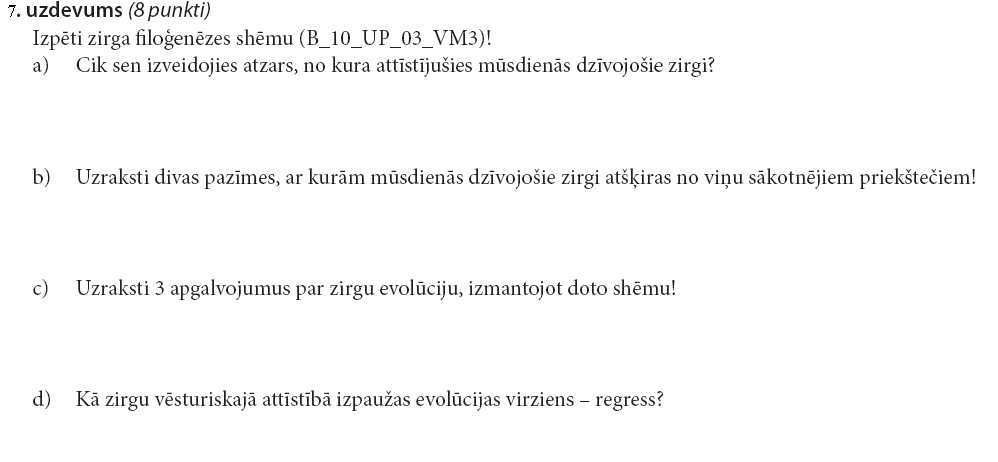 7. uzdevums (8 punkti)
Izpēti zirga filoģenēzes shēmu (B_10_UP_03_VM3)!
a) Cik sen izveidojies atzars, no kura attīstījušies mūsdienās dzīvojošie zirgi?
b) Uzraksti divas pazīmes, ar kurām mūsdienās dzīvojošie zirgi atšķiras no viņu sākotnējiem priekštečiem!
c) Uzraksti 3 apgalvojumus par zirgu evolūciju, izmantojot doto shēmu!
d) Kā zirgu vēsturiskajā attīstībā izpaužas evolūcijas virziens – regress?